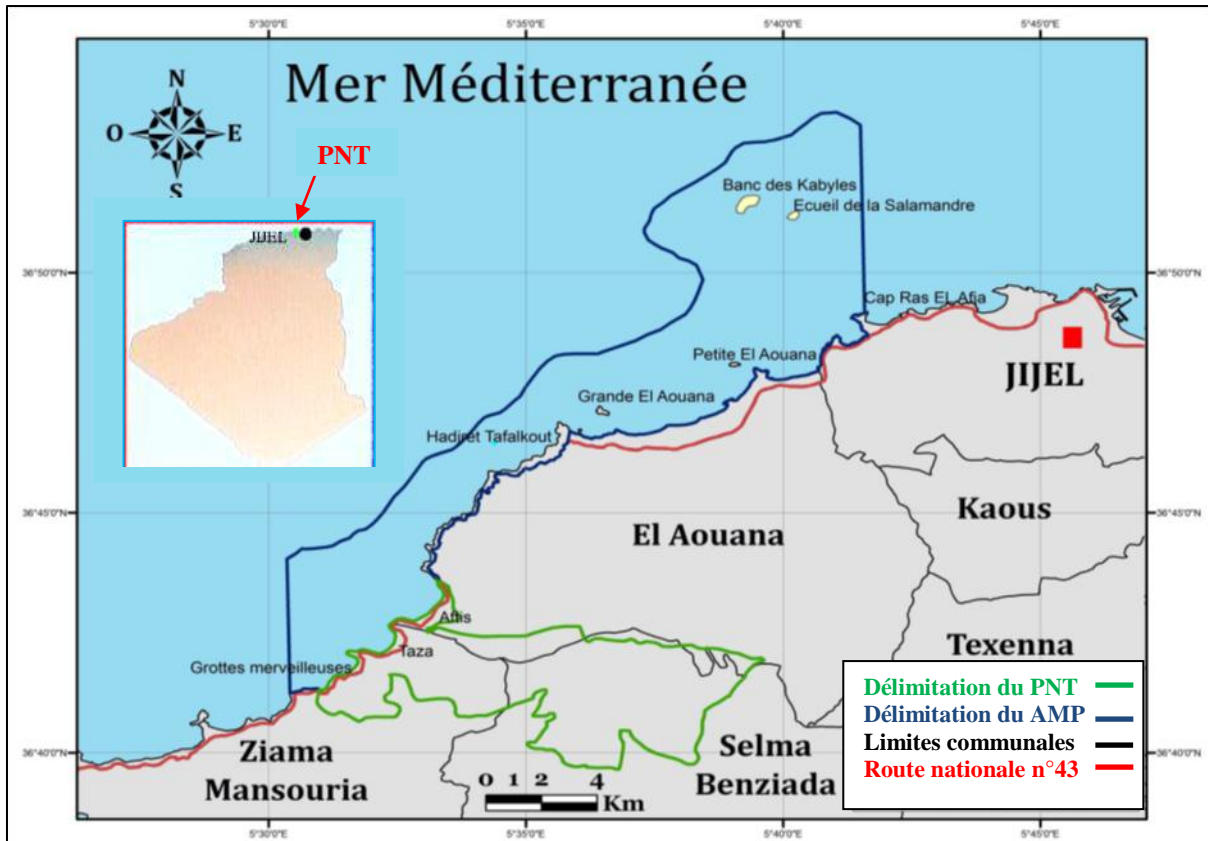 5°30'0"E
5°35'0"E
5°40'0"E
5°45'0"E
Mer Méditerranée
N
O
E
S
PNT
JIJEL
Banc des Kabyles
Ecueil de la Salamandre
36°50'0"N
36°50'0"N
Cap Ras EL Afia
Petite El Aouana
JIJEL
Grande El Aouana
Hadiret Tafalkout
Kaous
36°45'0"N
36°45'0"N
El Aouana
Aftis
Taza
Texenna
Grottes merveilleuses
Délimitation du PNT
Délimitation du AMP
Limites communales
Route nationale n°43
36°40'0"N
36°40'0"N
Ziama
Mansouria
Selma
Benziada
0 1 2 4
Km
5°30'0"E
5°35'0"E
5°40'0"E
5°45'0"E